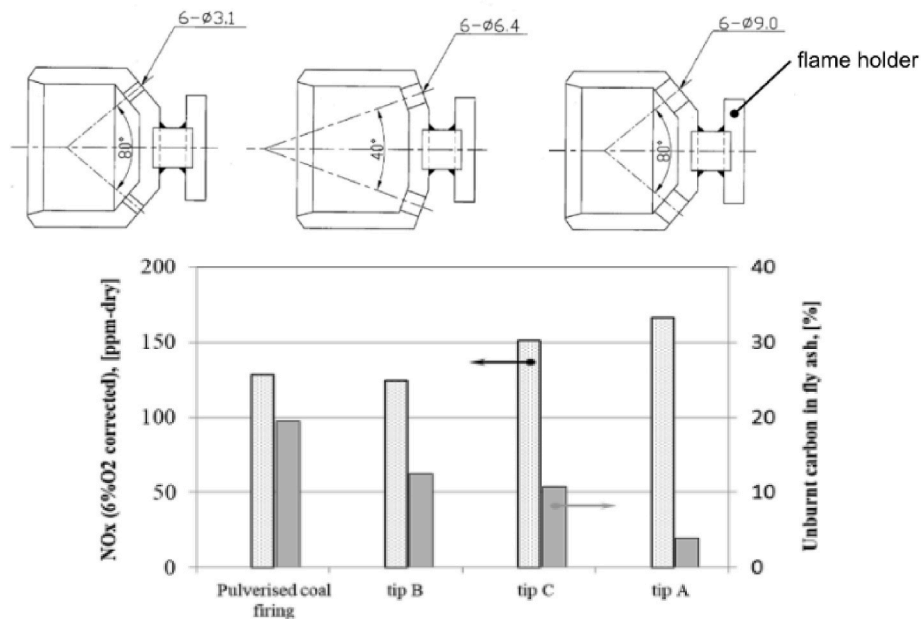 6-Ø3.1
6-Ø6.4
6-Ø9.0
flame holder
80°
40°
80°
NOx (6%O2 corrected), [ppm-dry]
200
150
100
50
0
40
30
20
10
0
Unburnt carbon in fly ash, [%]
Pulverised coal
firing
tip B
tip C
tip A